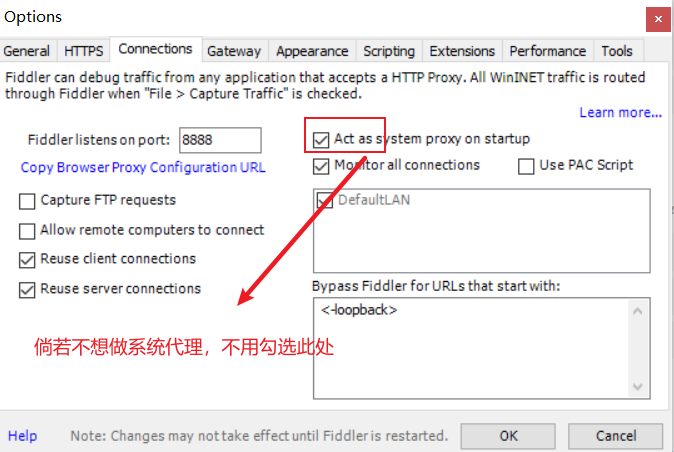 Options
General HTTPS Connections Gateway Appearance Scripting Extensions Performance Tools
Fiddler can debug traffic from any application that accepts a HTTP Proxy. All WinINET traffic is routed
through Fiddler when "File > Capture Traffic" is checked.
Learn more...
Fiddler listens on port: 8888
Copy Browser Proxy Configuration URL
Capture FTP requests
Allow remote computers to connect
Reuse client connections
Reuse server connections
Act as system proxy on startup
Monitor all connections Use PAC Script
DefaultLAN
Bypass Fiddler for URLs that start with:
<-loopback>
倘若不想做系统代理，不用勾选此处
Help Note: Changes may not take effect until Fiddler is restarted. OK Cancel